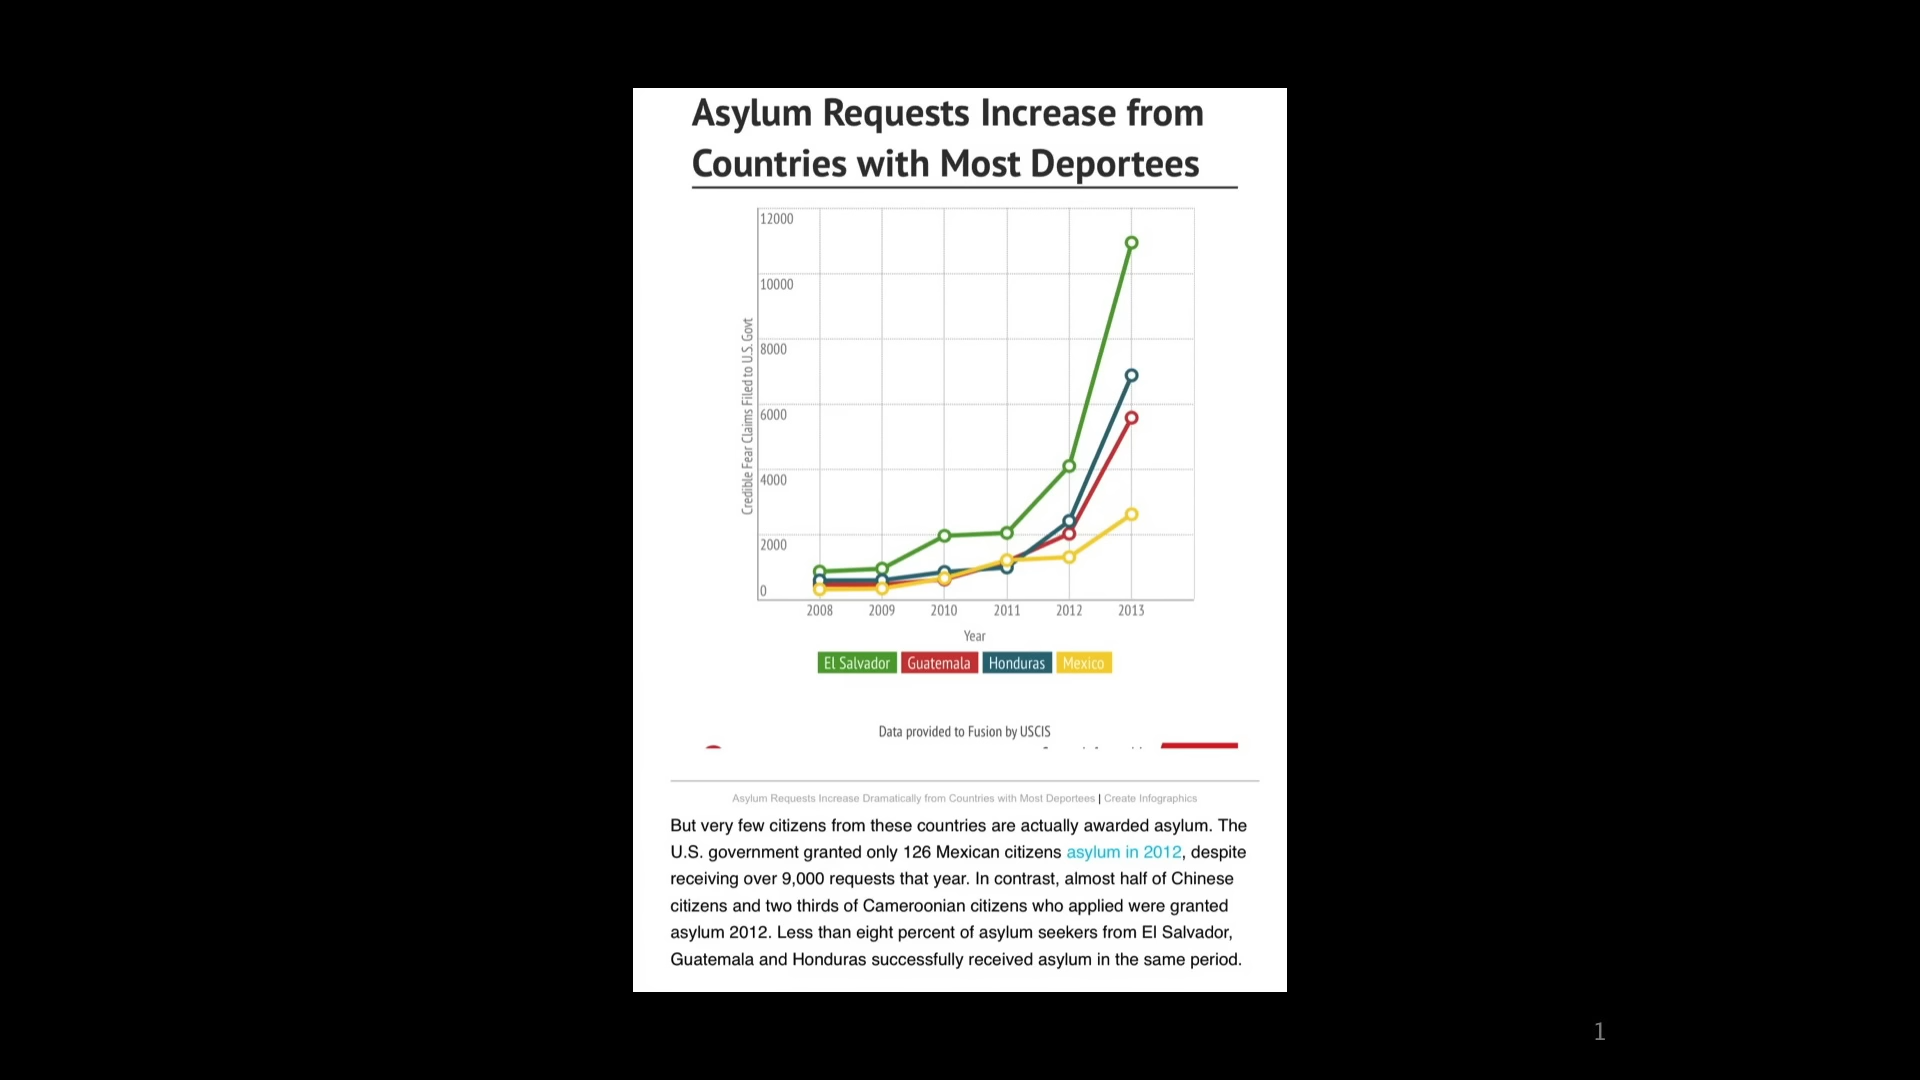 Asylum Requests Increase from
Countries with Most Deportees
12000
10000
8000
6000
4000
2000
0
Credible Fear Claims Filed to U.S. Govt
2008 2009 2010 2011 2012 2013
Year
El Salvador Guatemala Honduras Mexico
Data provided to Fusion by USCIS
Asylum Requests Increase Dramatically from Countries with Most Deportees | Create Infographics
But very few citizens from these countries are actually awarded asylum. The
U.S. government granted only 126 Mexican citizens asylum in 2012, despite
receiving over 9,000 requests that year. In contrast, almost half of Chinese
citizens and two thirds of Cameroonian citizens who applied were granted
asylum 2012. Less than eight percent of asylum seekers from El Salvador,
Guatemala and Honduras successfully received asylum in the same period.
1